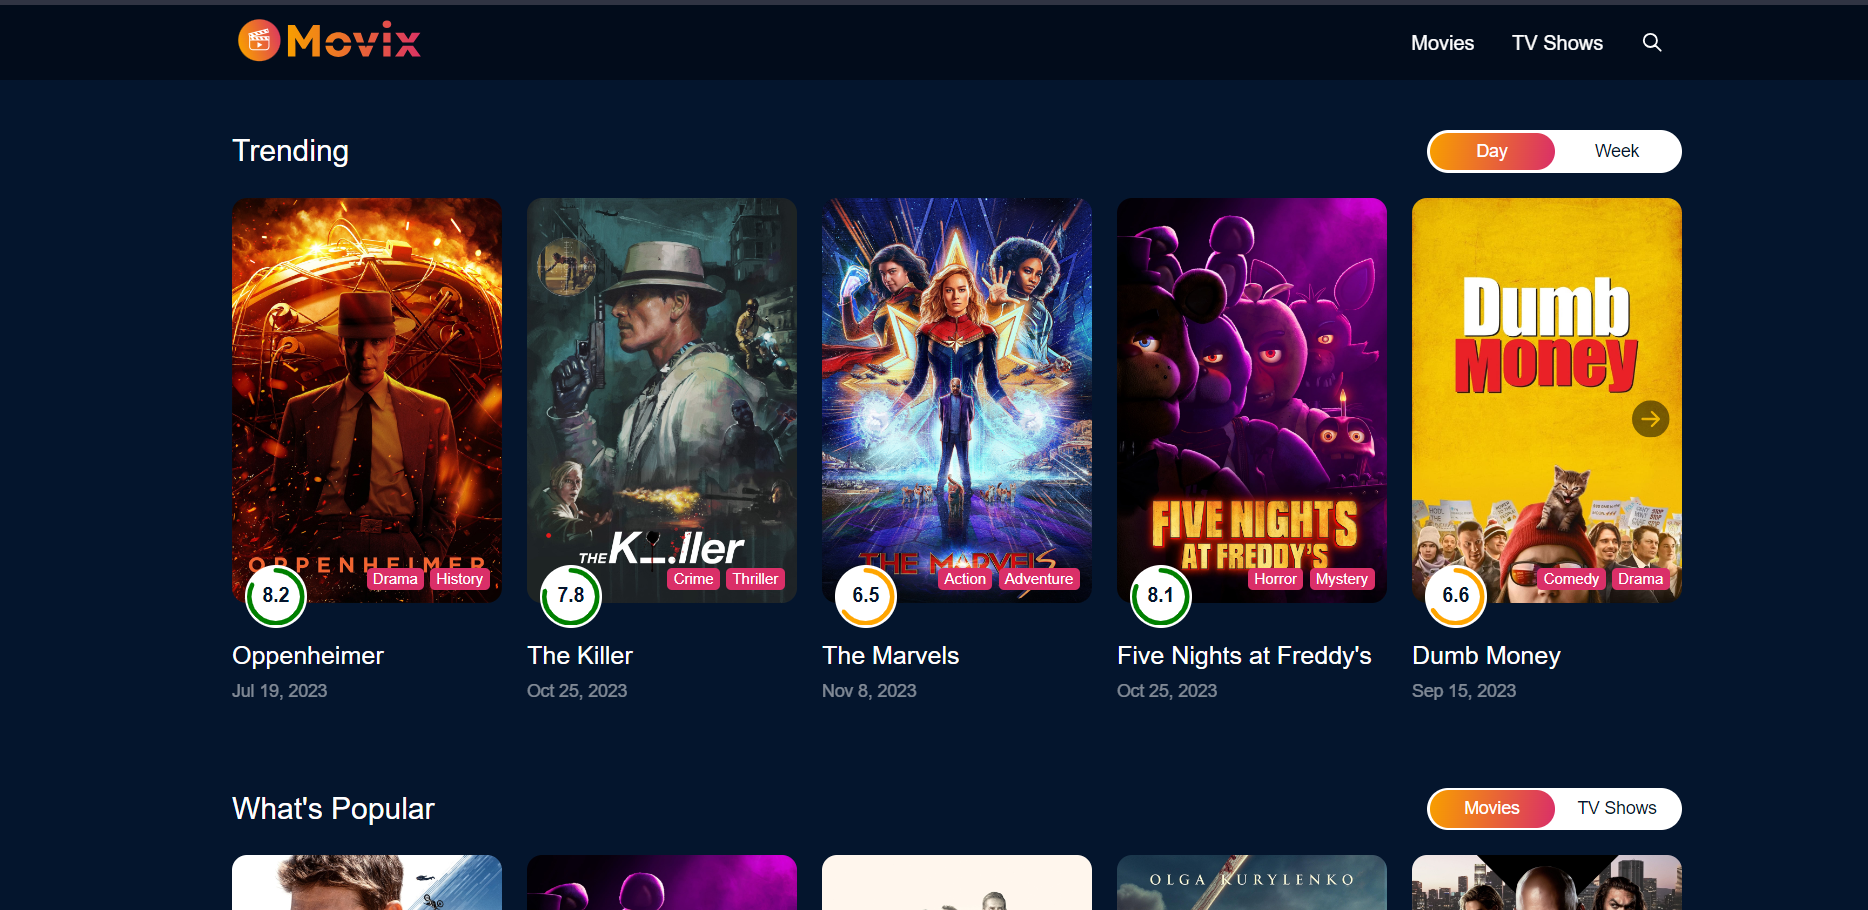 Movix
Movies TV Shows
Trending
Day Week
OPPENHEIMER
THE KILLER
THE MARVELS
FIVE NIGHTS
AT FREDDY'S
Dumb
Money
Drama History
Crime Thriller
Action Adventure
Horror Mystery
Comedy Drama
8.2
7.8
6.5
8.1
6.6
Oppenheimer
The Killer
The Marvels
Five Nights at Freddy's
Dumb Money
Jul 19, 2023
Oct 25, 2023
Nov 8, 2023
Oct 25, 2023
Sep 15, 2023
What's Popular
Movies TV Shows
OLGA KURYLENKO